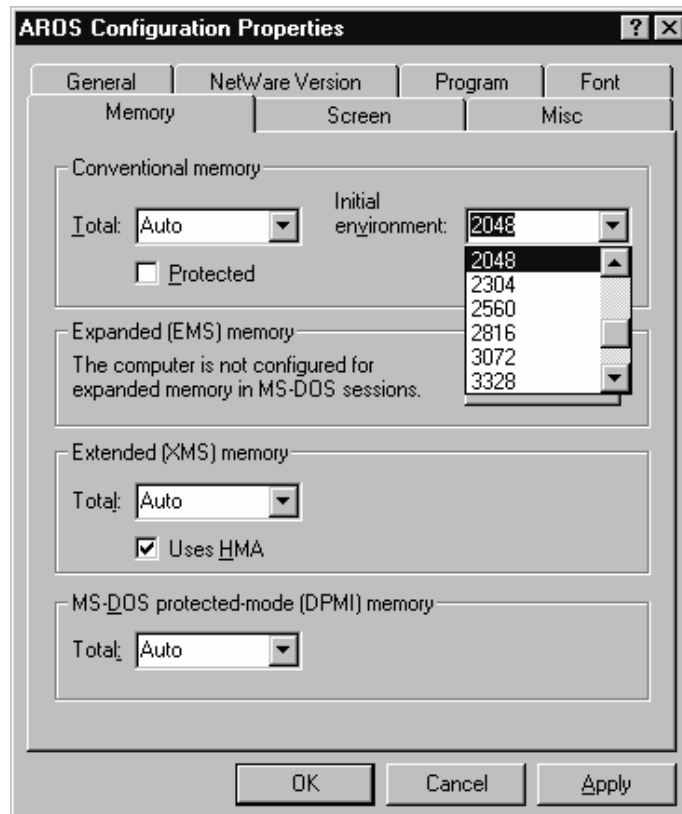 AROS Configuration Properties
General NetWare Version Program Font
Memory Screen Misc
Conventional memory
Total: Auto
Initial
environment: 2048
Protected
2048
2304
2560
2816
3072
3328
Expanded (EMS) memory
The computer is not configured for
expanded memory in MS-DOS sessions.
Extended (XMS) memory
Total: Auto
Uses HMA
MS-DOS protected-mode (DPMI) memory
Total: Auto
OK Cancel Apply